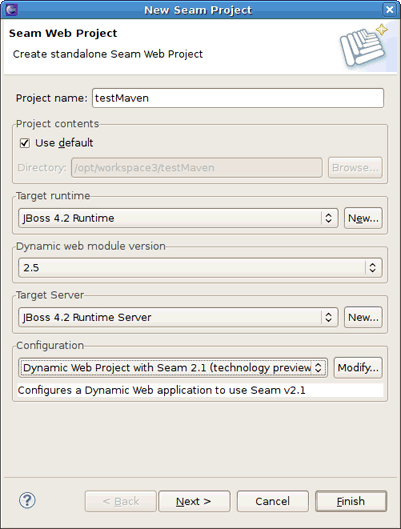 New Seam Project
Seam Web Project
Create standalone Seam Web Project
Project name: testMaven
Project contents
Use default
Directory: /opt/workspace3/testMaven Browse...
Target runtime
JBoss 4.2 Runtime New...
Dynamic web module version
2.5
Target Server
JBoss 4.2 Runtime Server New...
Configuration
Dynamic Web Project with Seam 2.1 (technology preview Modify...
Configures a Dynamic Web application to use Seam v2.1
? < Back Next > Cancel Finish